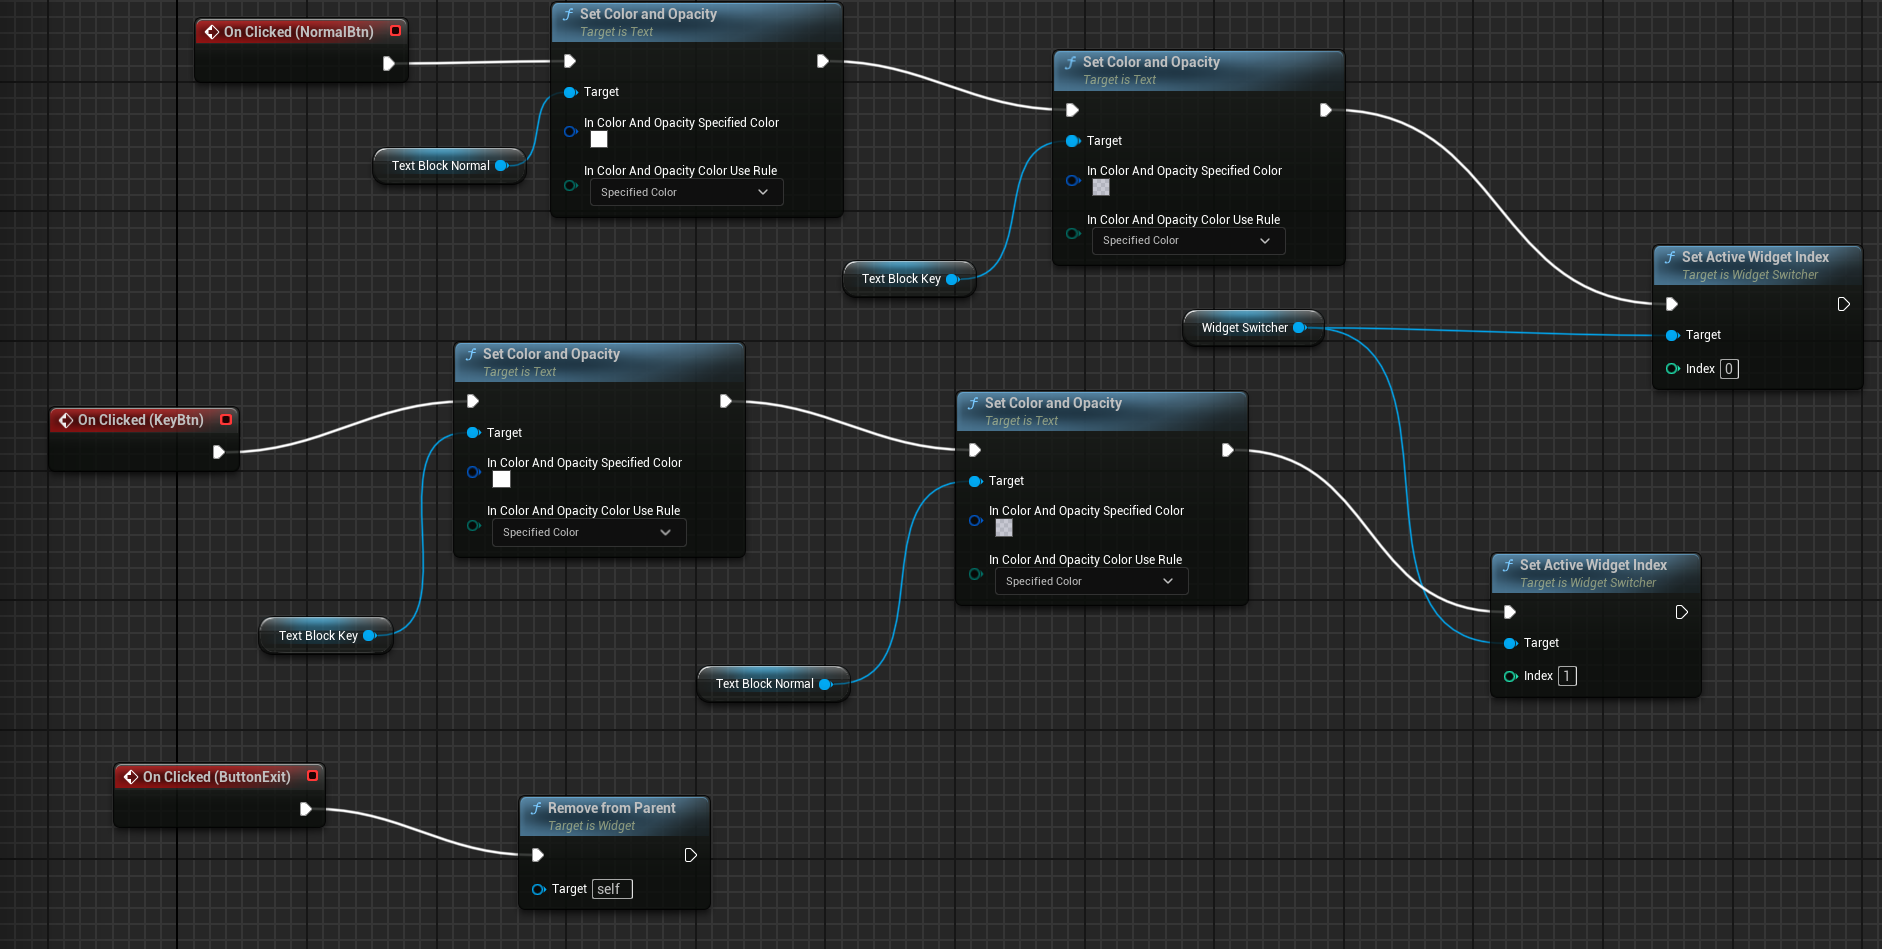 On Clicked (NormalBtn)
Set Color and Opacity
Target is Text
Target
In Color And Opacity Specified Color
In Color And Opacity Color Use Rule
Specified Color
Text Block Normal
Set Color and Opacity
Target is Text
Target
In Color And Opacity Specified Color
In Color And Opacity Color Use Rule
Specified Color
Text Block Key
Set Active Widget Index
Target is Widget Switcher
Target
Index 0
Widget Switcher
On Clicked (KeyBtn)
Set Color and Opacity
Target is Text
Target
In Color And Opacity Specified Color
In Color And Opacity Color Use Rule
Specified Color
Text Block Key
Set Color and Opacity
Target is Text
Target
In Color And Opacity Specified Color
In Color And Opacity Color Use Rule
Specified Color
Text Block Normal
Set Active Widget Index
Target is Widget Switcher
Target
Index 1
On Clicked (ButtonExit)
Remove from Parent
Target is Widget
Target self